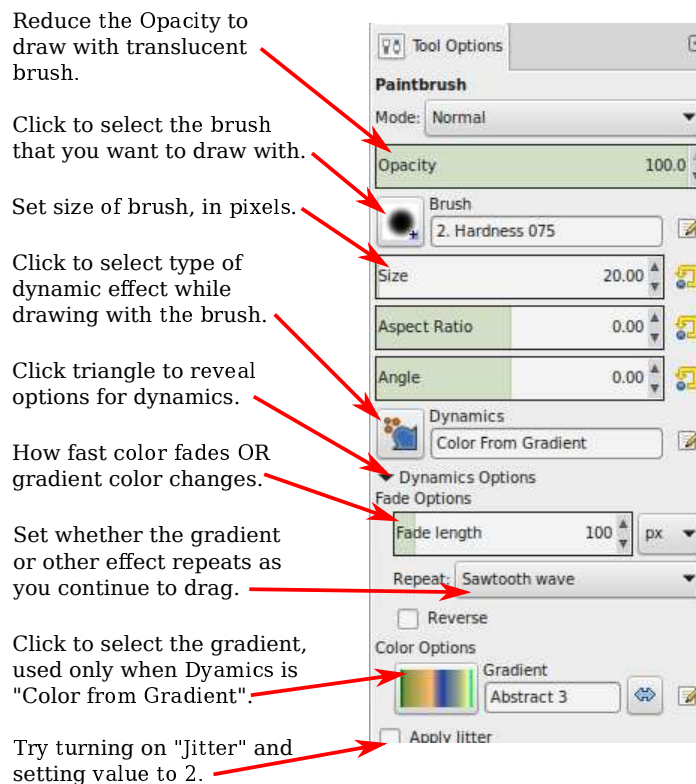 Reduce the Opacity to
draw with translucent
brush.
Click to select the brush
that you want to draw with.
Set size of brush, in pixels.
Click to select type of
dynamic effect while
drawing with the brush.
Click triangle to reveal
options for dynamics.
How fast color fades OR
gradient color changes.
Set whether the gradient
or other effect repeats as
you continue to drag.
Click to select the gradient,
used only when Dyamics is
"Color from Gradient".
Try turning on "Jitter" and
setting value to 2.
Tool Options
Paintbrush
Mode: Normal
Opacity 100.0
Brush
2. Hardness 075
Size 20.00
Aspect Ratio 0.00
Angle 0.00
Dynamics
Color From Gradient
Dynamics Options
Fade Options
Fade length 100 px
Repeat: Sawtooth wave
Reverse
Color Options
Gradient
Abstract 3
Apply Jitter